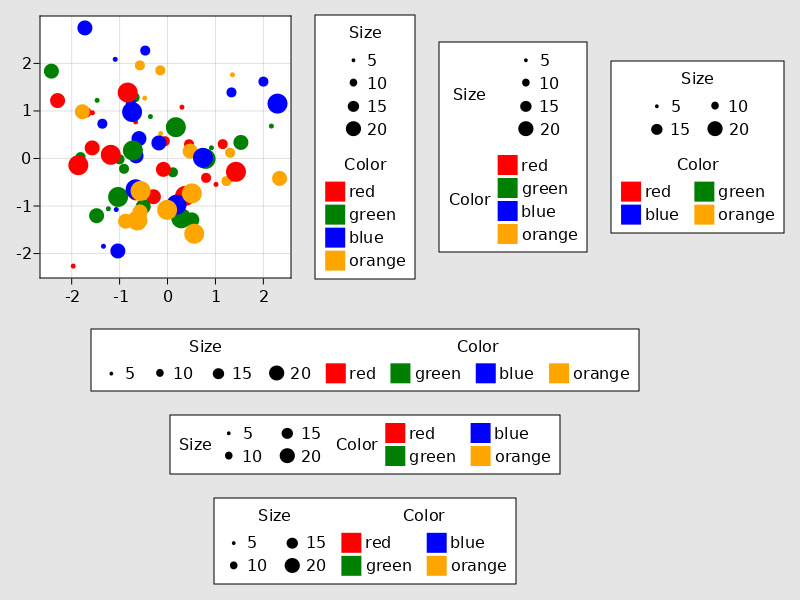 2
1
0
-1
-2
-2 -1 0 1 2
Size
5
10
15
20
Color
red
green
blue
orange
Size
5
10
15
20
Color
red
green
blue
orange
Size
5 10
15 20
Color
red green
blue orange
Size Color
5 10 15 20 red green blue orange
Size 5 15 Color red blue
10 20 green orange
Size Color
5 15 red blue
10 20 green orange